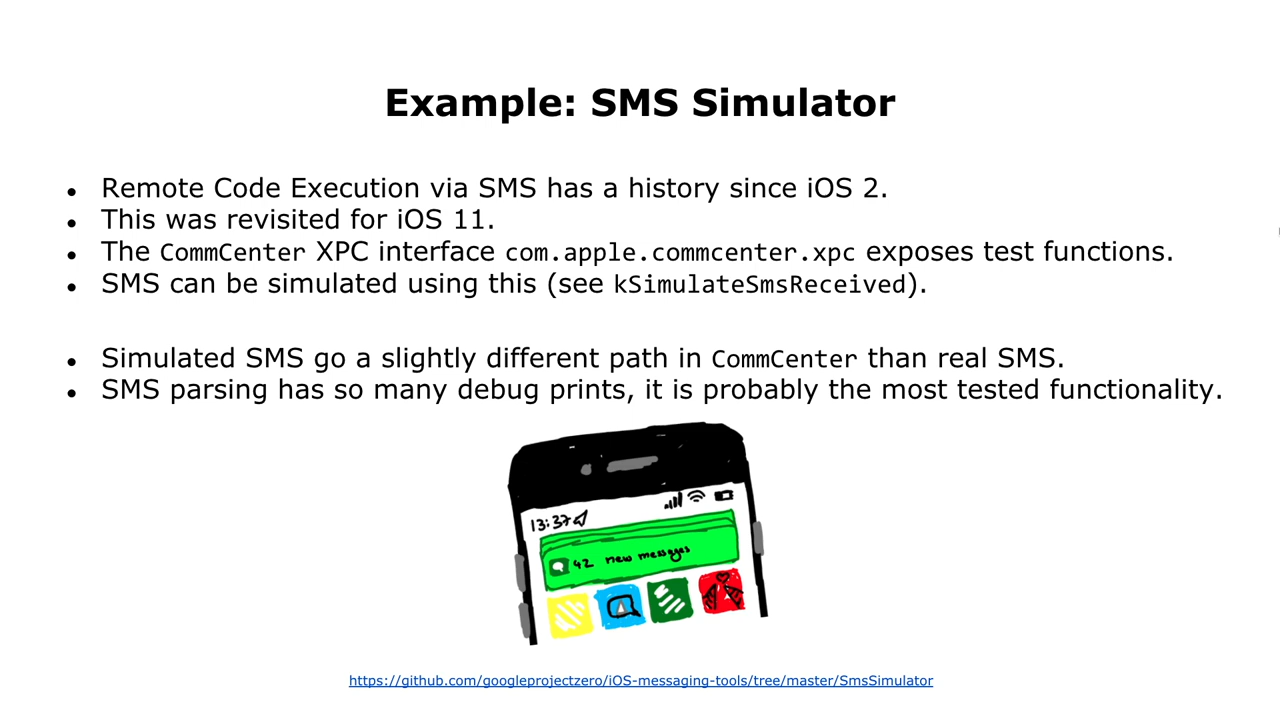 Example: SMS Simulator
● Remote Code Execution via SMS has a history since iOS 2.
● This was revisited for iOS 11.
● The CommCenter XPC interface com.apple.commcenter.xpc exposes test functions.
● SMS can be simulated using this (see kSimulateSmsReceived).
● Simulated SMS go a slightly different path in CommCenter than real SMS.
● SMS parsing has so many debug prints, it is probably the most tested functionality.
13:37
42 new messages
https://github.com/googleprojectzero/iOS-messaging-tools/tree/master/SmsSimulator